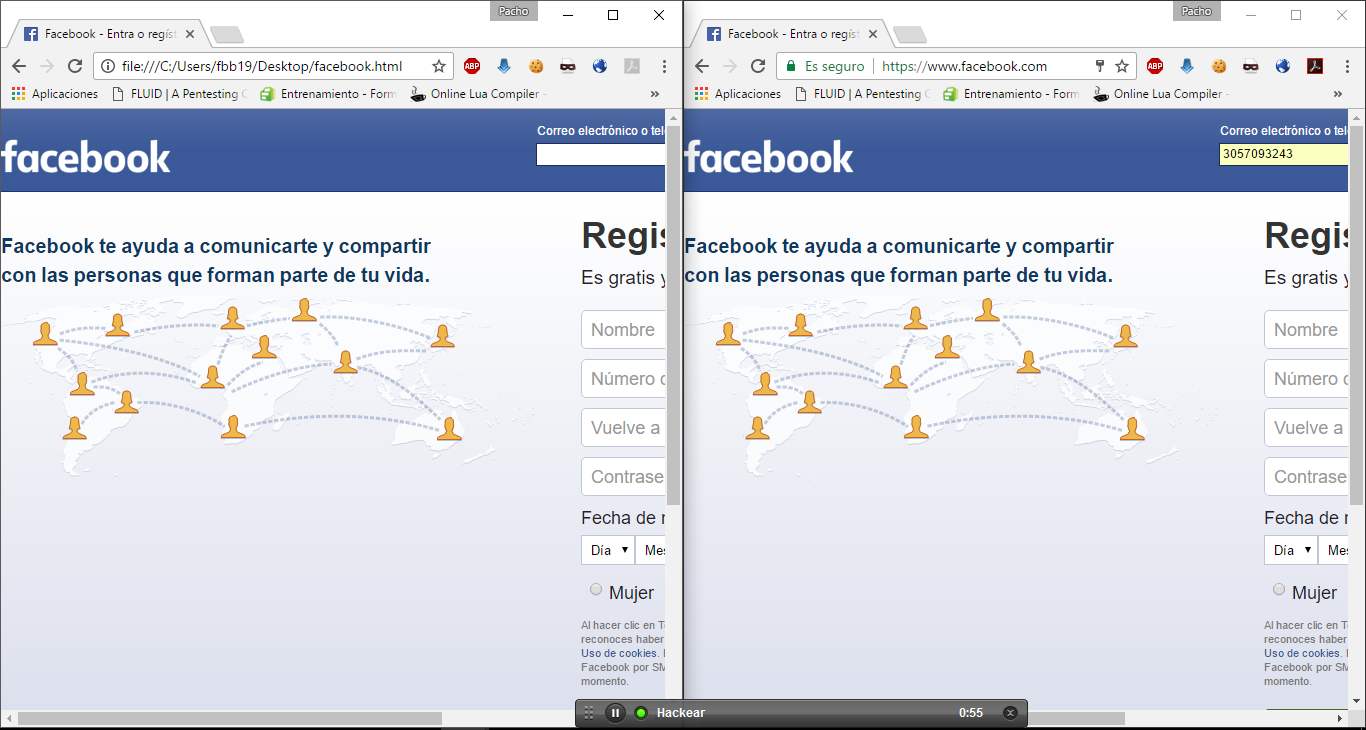 Pacho
Facebook - Entra o regíst
file:///C:/Users/fbb19/Desktop/facebook.html
ABP
Aplicaciones
FLUID | A Pentesting
Entrenamiento - Form
Online Lua Compiler -
»
facebook
Correo electrónico o tel
Facebook te ayuda a comunicarte y compartir
con las personas que forman parte de tu vida.
Regis
Es gratis y
Nombre
Número
Vuelve a
Contrase
Fecha de
Día
Mes
Mujer
Al hacer clic en Te
reconoces haber
Uso de cookies.
Facebook por SM
momento.
Pacho
Facebook - Entra o regíst
Es seguro
https://www.facebook.com
ABP
Aplicaciones
FLUID | A Pentesting
Entrenamiento - Form
Online Lua Compiler -
»
facebook
Correo electrónico o tel
3057093243
Facebook te ayuda a comunicarte y compartir
con las personas que forman parte de tu vida.
Regis
Es gratis y
Nombre
Número
Vuelve a
Contrase
Fecha de
Día
Mes
Mujer
Al hacer clic en Te
reconoces haber
Uso de cookies.
Facebook por SM
momento.
Hackear
0:55